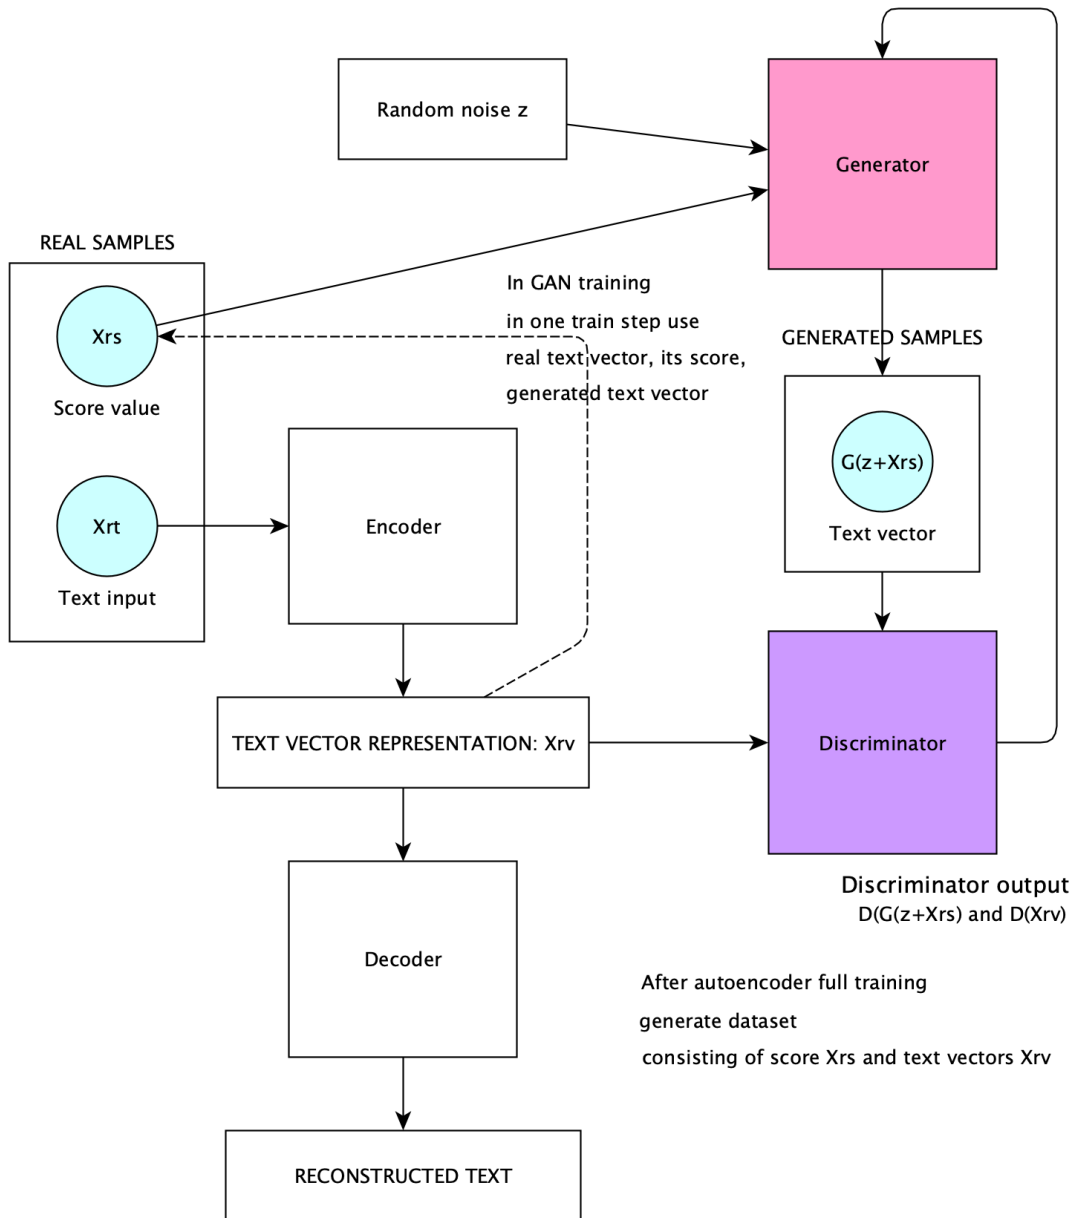 Random noise z
Generator
REAL SAMPLES
Xrs
Score value
In GAN training
in one train step use
real text vector, its score,
generated text vector
GENERATED SAMPLES
G(z+Xrs)
Text vector
Xrt
Text input
Encoder
TEXT VECTOR REPRESENTATION: Xrv
Discriminator
Discriminator output
D(G(z+Xrs) and D(Xrv)
Decoder
After autoencoder full training
generate dataset
consisting of score Xrs and text vectors Xrv
RECONSTRUCTED TEXT